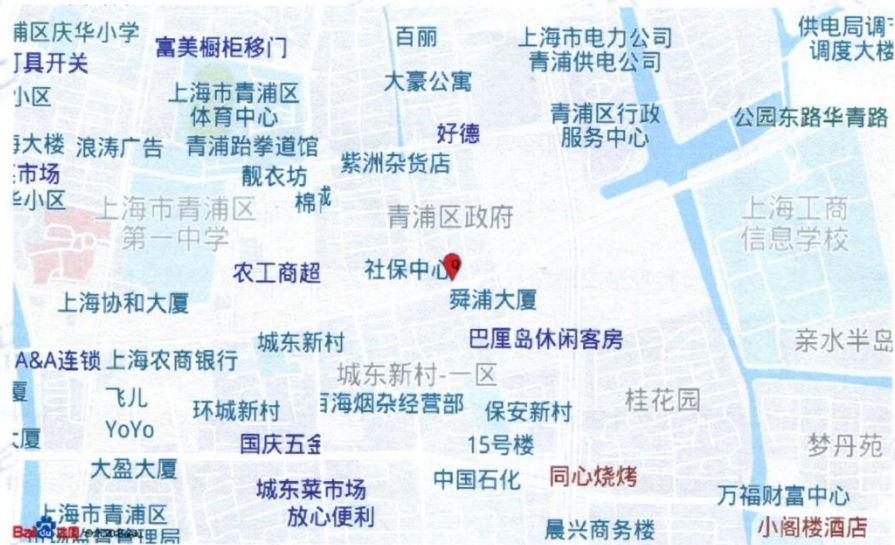 浦区庆华小学
富美橱柜移门
百丽
上海市电力公司
青浦供电公司
供电局调
调度大楼
灯具开关
大豪公寓
小区
上海市青浦区
体育中心
青浦区行政
服务中心
公园东路华青路
好德
大楼
浪涛广告
青浦跆拳道馆
紫洲杂货店
市场
靓衣坊
小区
棉
上海市青浦区
第一中学
青浦区政府
上海工商
信息学校
农工商超
社保中心
上海协和大厦
舜浦大厦
城东新村
巴厘岛休闲客房
亲水半岛
A&A连锁
上海农商银行
城东新村-一区
厦
飞儿
YoYo
环城新村
百海烟杂经营部
保安新村
桂花园
大厦
国庆五金
15号楼
梦丹苑
大盈大厦
中国石化
同心烧烤
城东菜市场
放心便利
万福财富中心
上海市青浦区
晨兴商务楼
小阁楼酒店